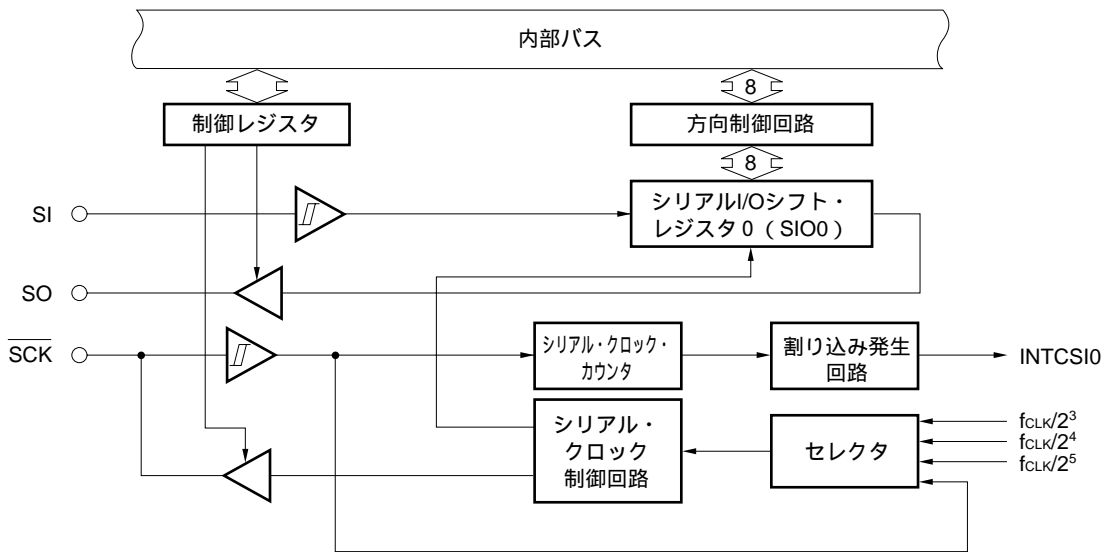 内部バス
8
制御レジスタ
方向制御回路
8
シリアルI/Oシフト・
レジスタ0（SIO0）
SI
SO
SCK
シリアル・クロック・
カウンタ
割り込み発生
回路
INTCSI0
シリアル・
クロック
制御回路
セレクタ
fCLK/2³
fCLK/2⁴
fCLK/2⁵